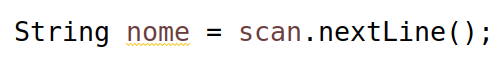 String nome = scan.nextLine();